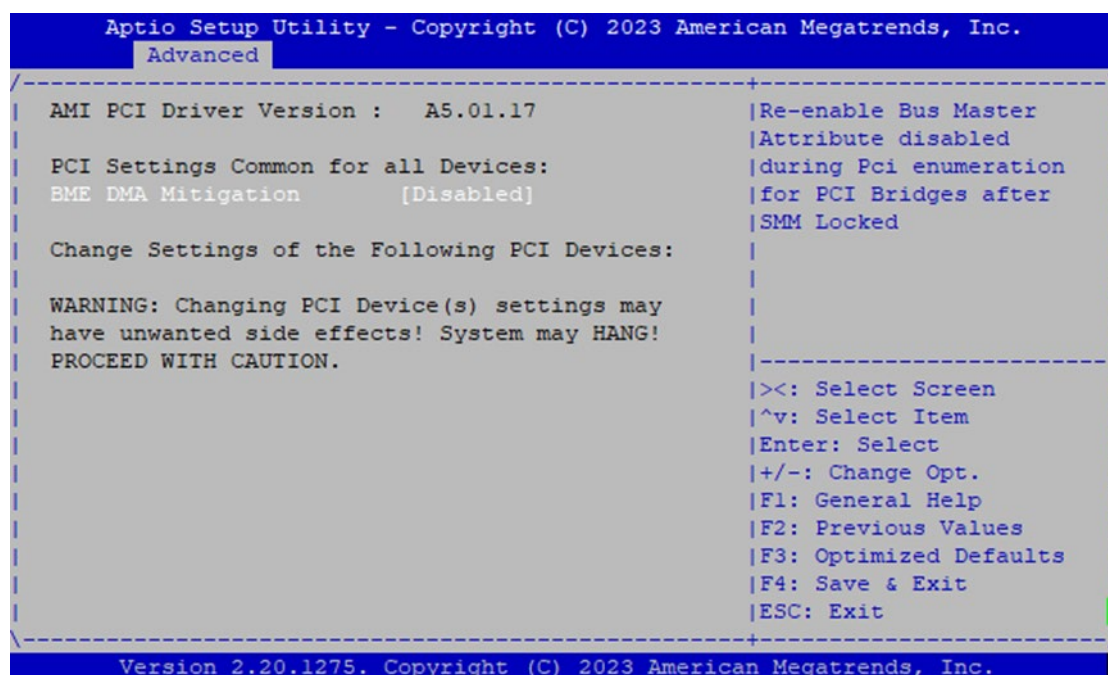 Aptio Setup Utility - Copyright (C) 2023 American Megatrends, Inc.
Advanced
AMI PCI Driver Version : A5.01.17
PCI Settings Common for all Devices:
BME DMA Mitigation [Disabled]
Change Settings of the Following PCI Devices:
WARNING: Changing PCI Device(s) settings may
have unwanted side effects! System may HANG!
PROCEED WITH CAUTION.
Re-enable Bus Master
Attribute disabled
during Pci enumeration
for PCI Bridges after
SMM Locked
><: Select Screen
^v: Select Item
Enter: Select
+/-: Change Opt.
F1: General Help
F2: Previous Values
F3: Optimized Defaults
F4: Save & Exit
ESC: Exit
Version 2.20.1275. Copyright (C) 2023 American Megatrends, Inc.